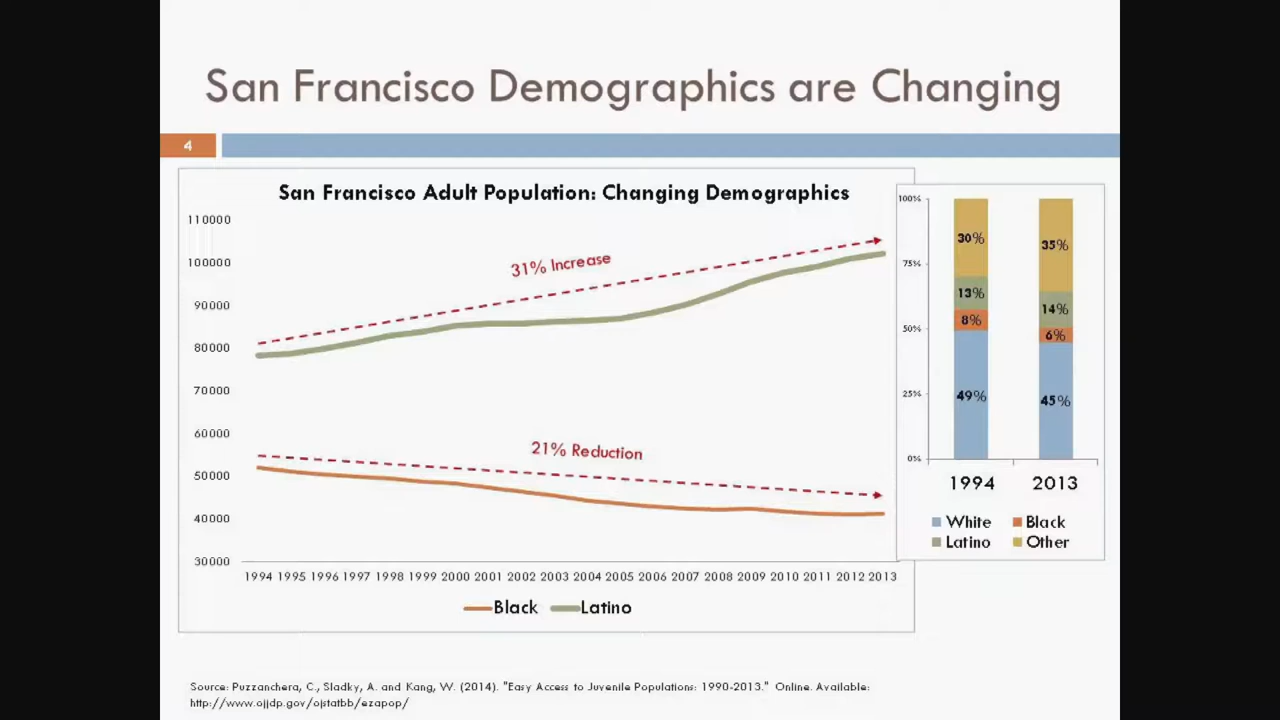 San Francisco Demographics are Changing
4
San Francisco Adult Population: Changing Demographics
110000
100000
90000
80000
70000
60000
50000
40000
30000
31% Increase
21% Reduction
1994 1995 1996 1997 1998 1999 2000 2001 2002 2003 2004 2005 2006 2007 2008 2009 2010 2011 2012 2013
Black Latino
100%
75%
50%
25%
0%
30% 35%
13% 14%
8% 6%
49% 45%
1994 2013
White Black
Latino Other
Source: Puzzanchera, C., Sladky, A. and Kang, W. (2014). "Easy Access to Juvenile Populations: 1990-2013." Online. Available:
http://www.ojjdp.gov/ojstatbb/ezapop/